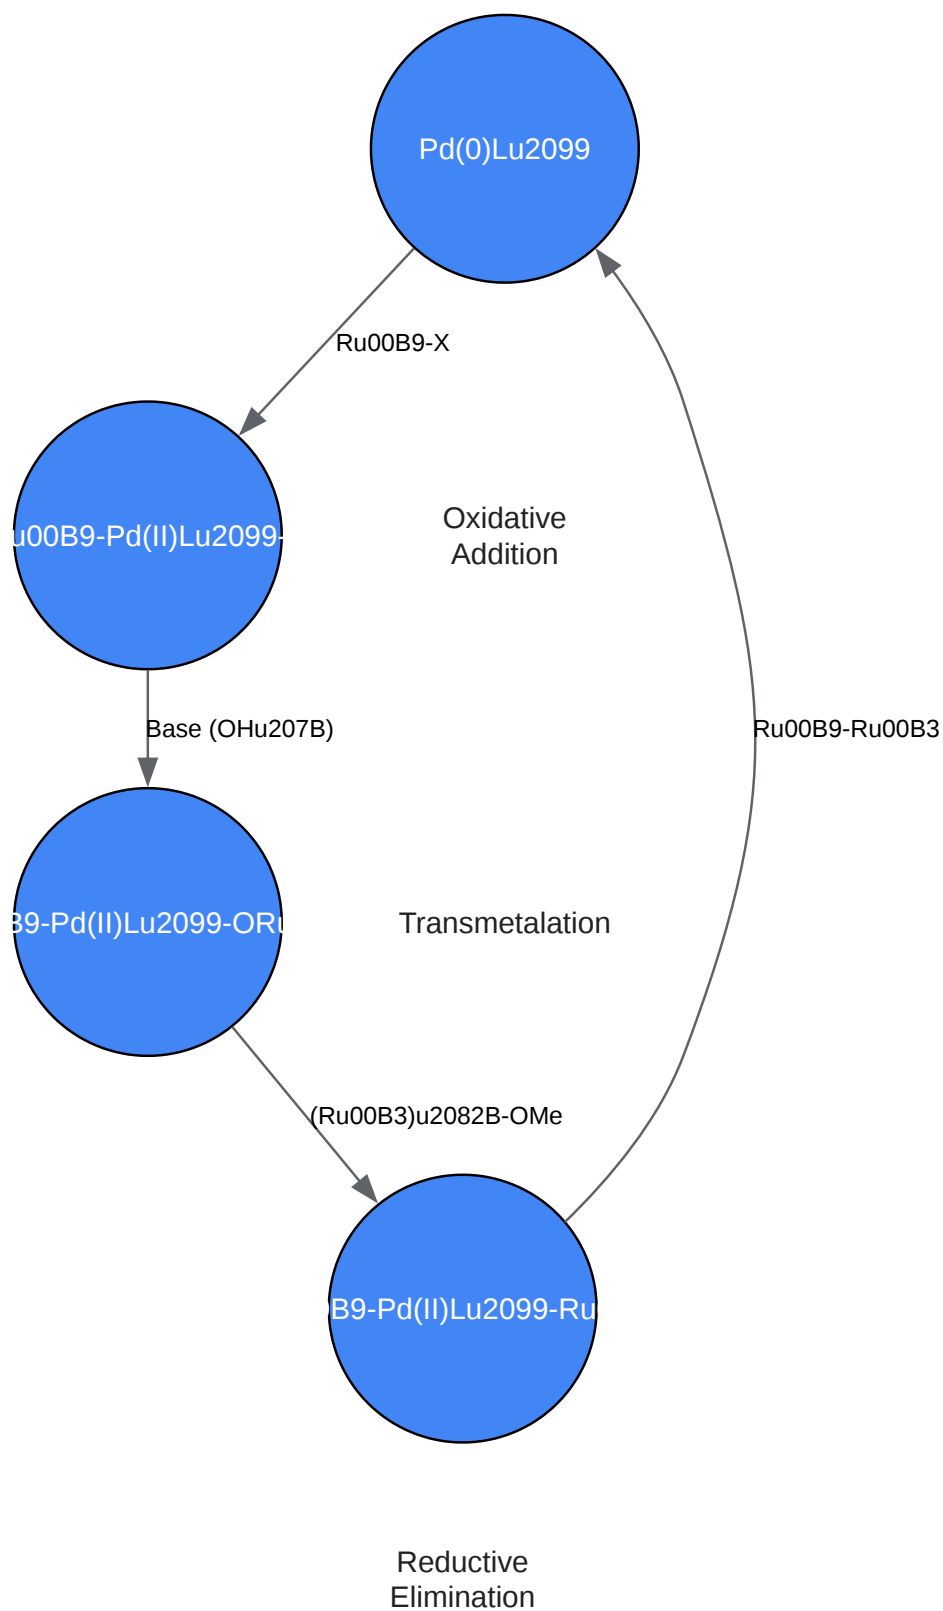 Pd(0)Lu2099
Ru00B9-X
u00B9-Pd(II)Lu2099-
Oxidative
Addition
Base (OHu207B)
Ru00B9-Ru00B3
B9-Pd(II)Lu2099-ORu
Transmetalation
(Ru00B3)u2082B-OMe
B9-Pd(II)Lu2099-Ru
Reductive
Elimination